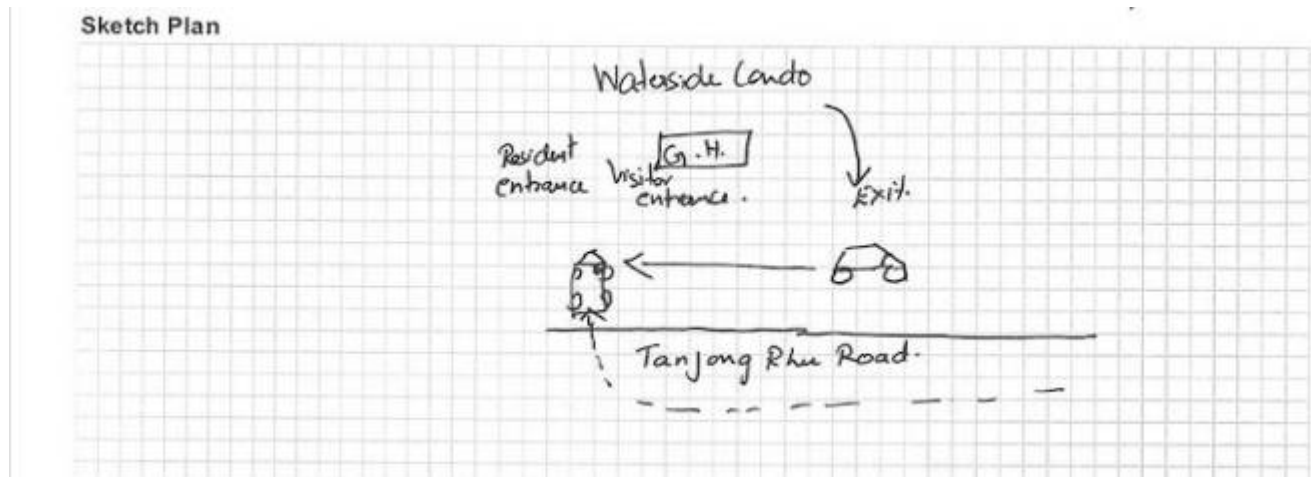 Sketch Plan
Waterside Condo
G.H.
Resident
entrance
Visitor
entrance.
Exit.
Tanjong Rhu Road.